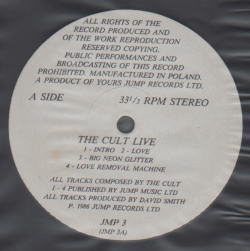 ALL RIGHTS OF THE
RECORD PRODUCED AND
OF THE WORK REPRODUCTION
RESERVED COPYING,
PUBLIC PERFORMANCES AND
BROADCASTING OF THIS RECORD
PROHIBITED. MANUFACTURED IN POLAND.
A PRODUCT OF YOURS JUMP RECORDS LTD.
A SIDE 33 1/3 RPM STEREO
THE CULT LIVE
1 - INTRO 2 - LOVE
3 - BIG NEON GLITTER
4 - LOVE REMOVAL MACHINE
ALL TRACKS COMPOSED BY THE CULT
1 - 4 PUBLISHED BY JUMP MUSIC LTD
ALL TRACKS PRODUCED BY DAVID SMITH
P. 1986 JUMP RECORDS LTD
JMP 3
(JMP 3A)